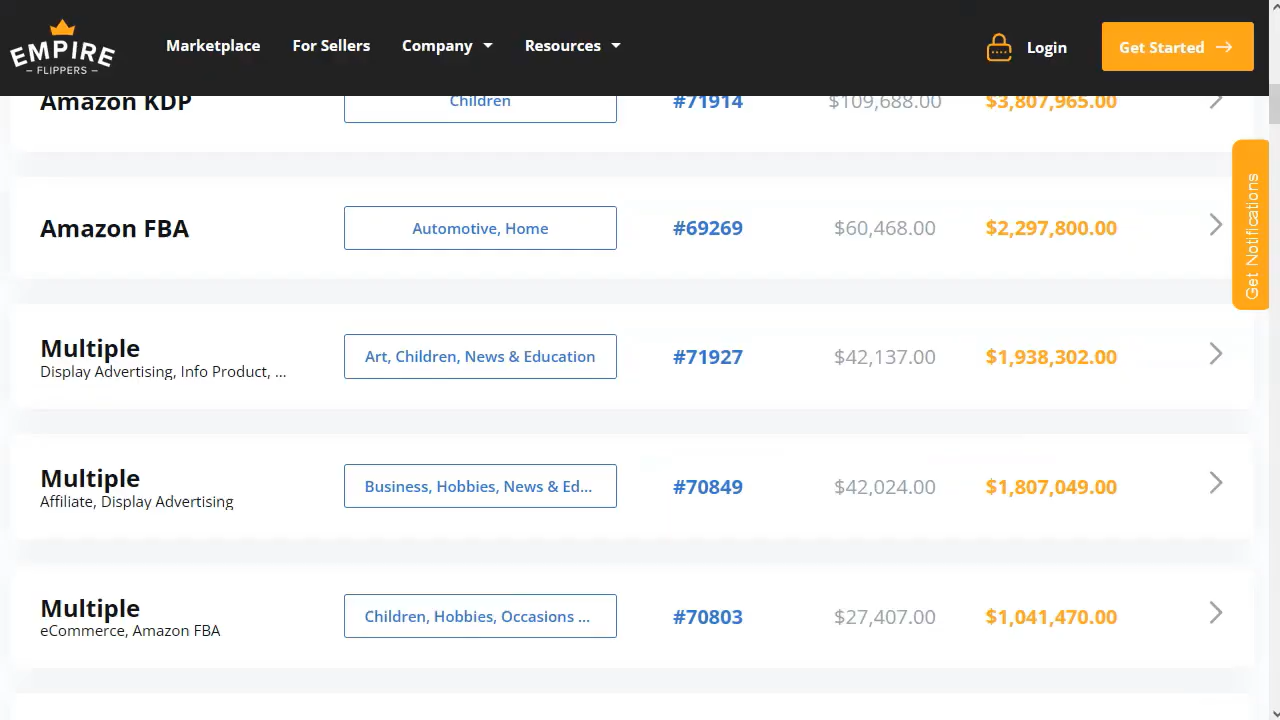 EMPIRE
FLIPPERS
Marketplace
For Sellers
Company
Resources
Login
Get Started
Amazon KDP
Children
#71914
$109,688.00
$3,807,965.00
Get Notifications
Amazon FBA
Automotive, Home
#69269
$60,468.00
$2,297,800.00
Multiple
Display Advertising, Info Product, ...
Art, Children, News & Education
#71927
$42,137.00
$1,938,302.00
Multiple
Affiliate, Display Advertising
Business, Hobbies, News & Ed...
#70849
$42,024.00
$1,807,049.00
Multiple
eCommerce, Amazon FBA
Children, Hobbies, Occasions ...
#70803
$27,407.00
$1,041,470.00